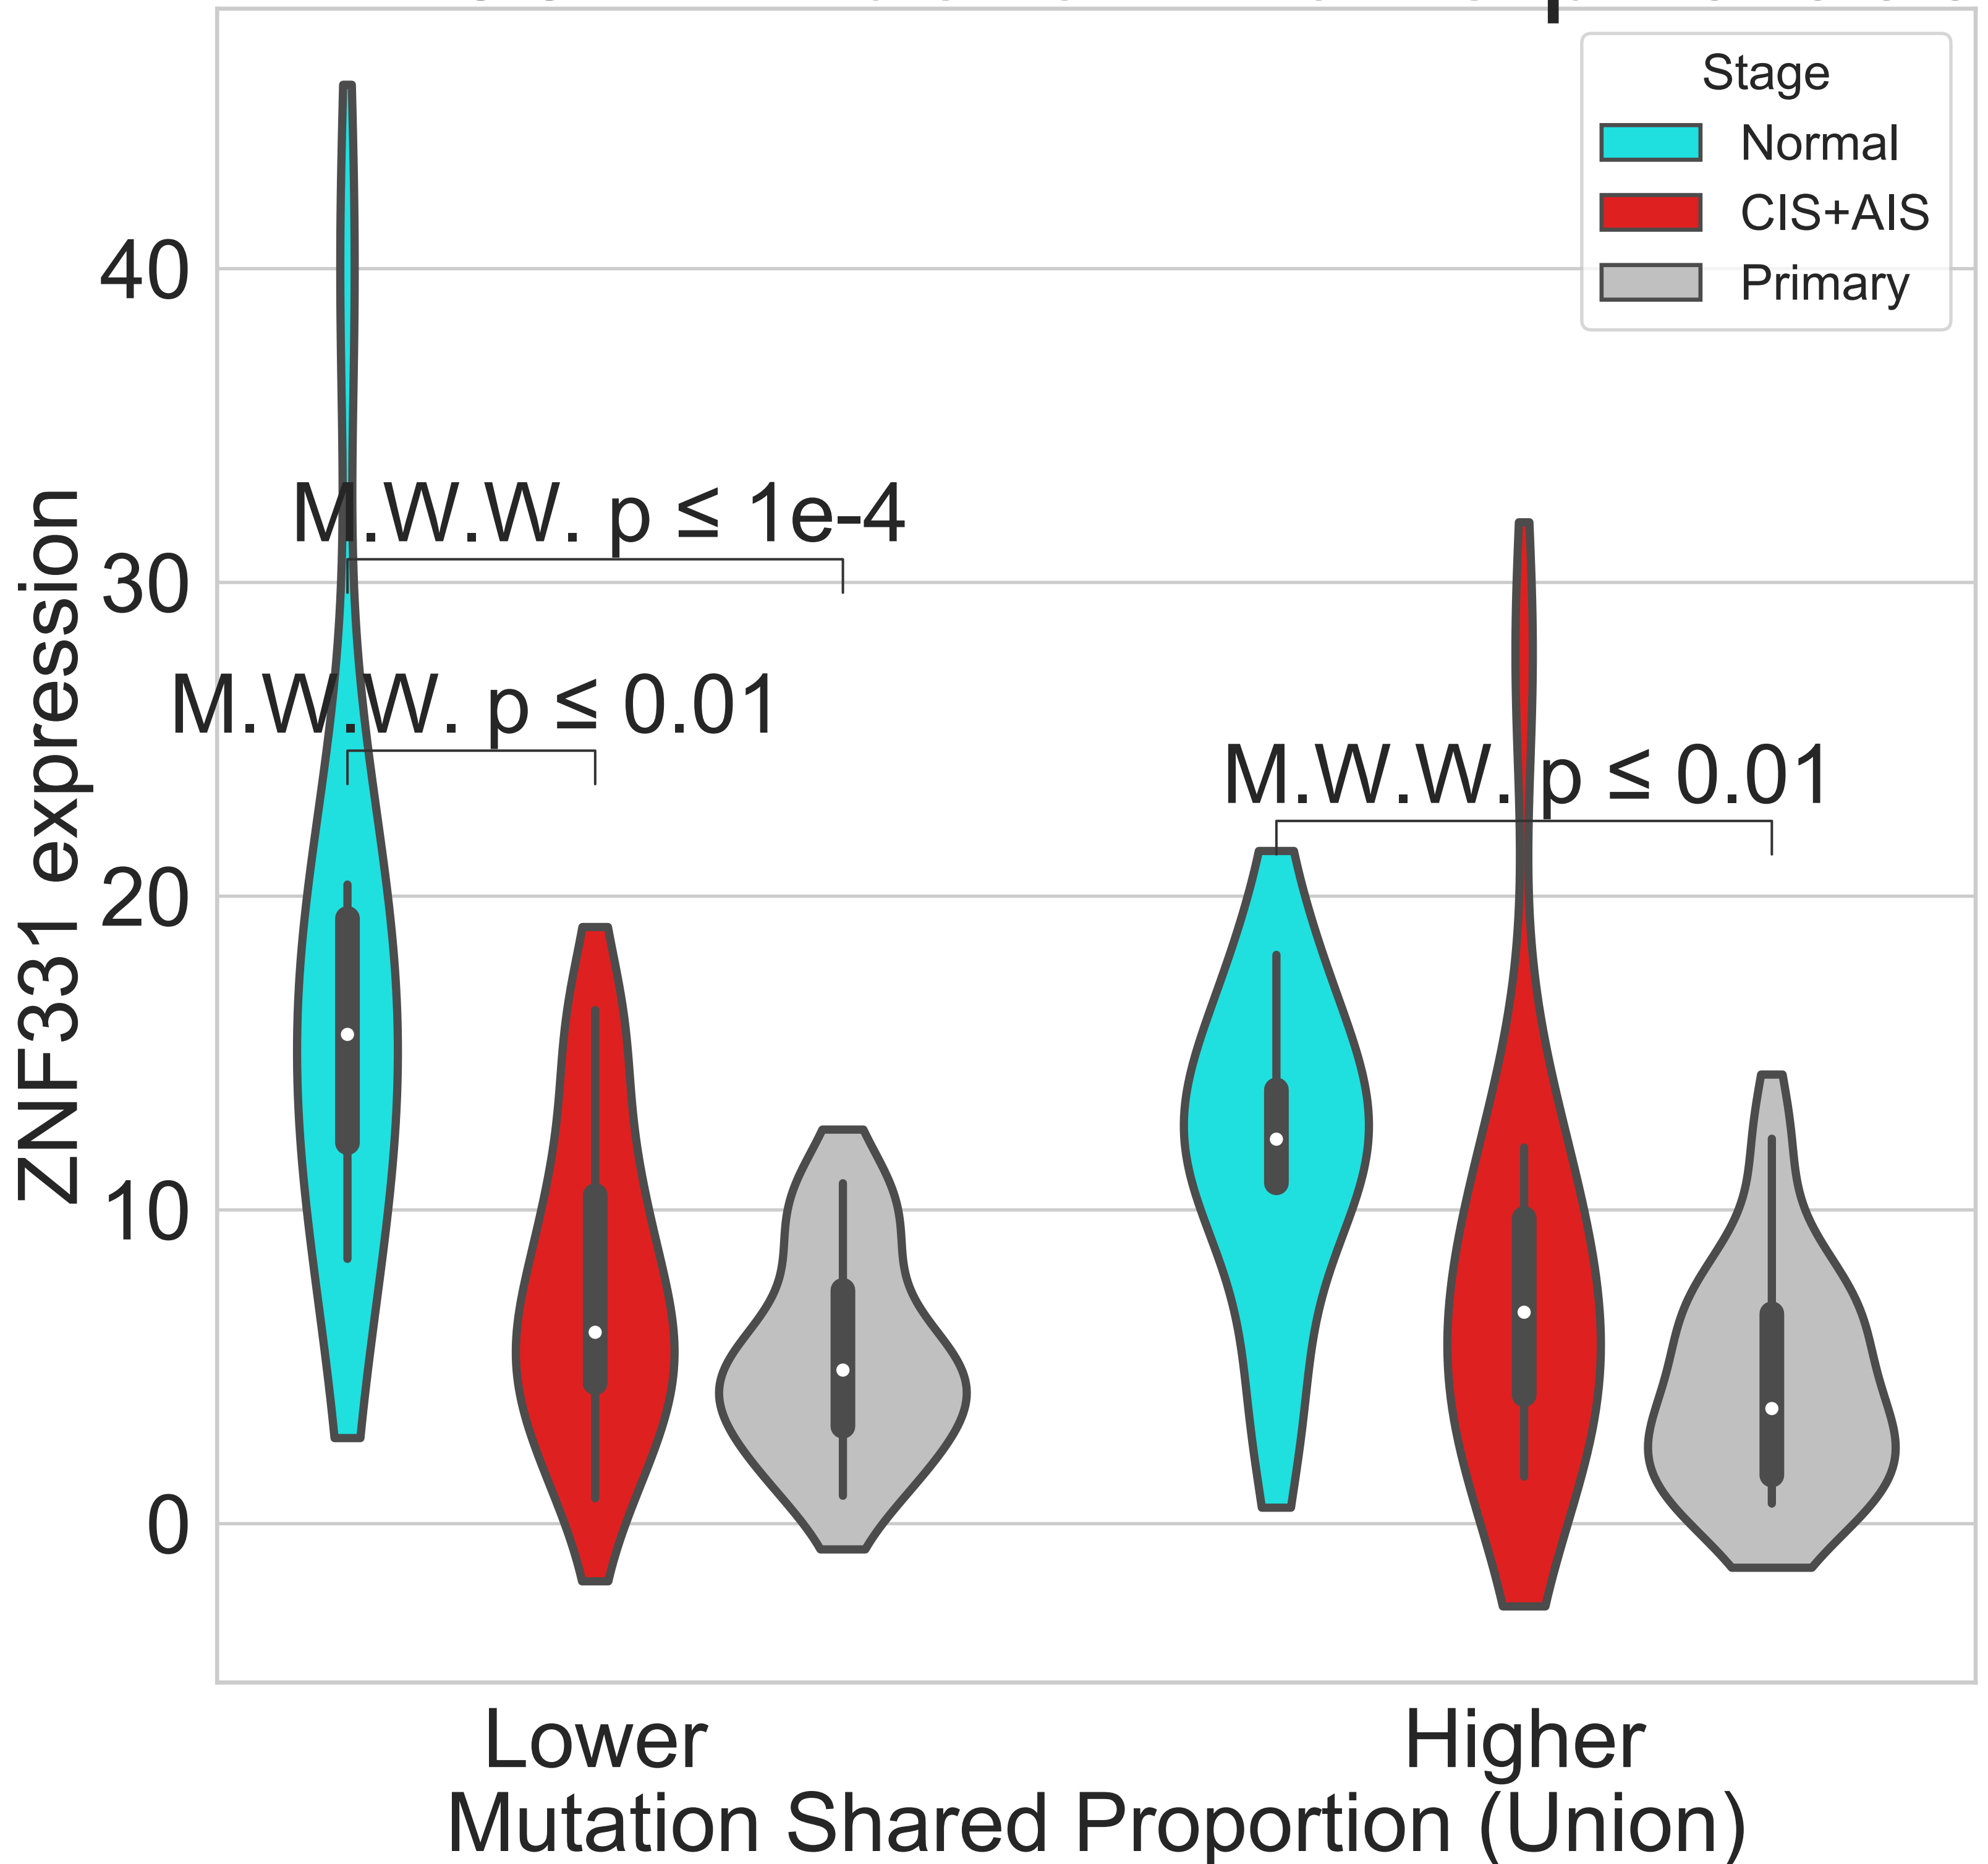 Stage
Normal
CIS+AIS
Primary
40
30
20
10
0
ZNF331 expression
M.W.W. p ≤ 1e-4
M.W.W. p ≤ 0.01
M.W.W. p ≤ 0.01
Lower
Higher
Mutation Shared Proportion (Union)